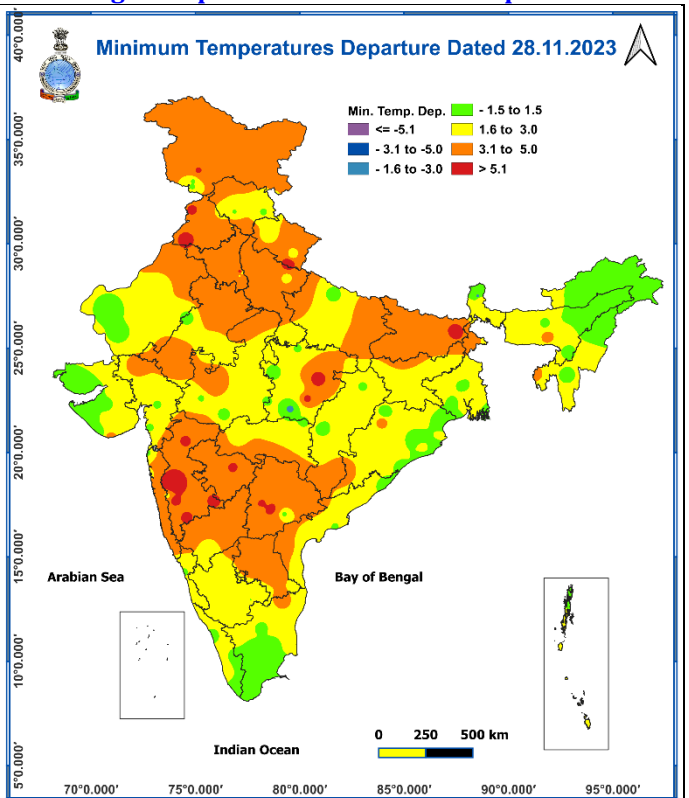 Minimum Temperatures Departure Dated 28.11.2023
Min. Temp. Dep.
<= -5.1
- 3.1 to -5.0
- 1.6 to -3.0
- 1.5 to 1.5
1.6 to 3.0
3.1 to 5.0
> 5.1
40°0.000'
35°0.000'
30°0.000'
25°0.000'
20°0.000'
15°0.000'
10°0.000'
5°0.000'
Arabian Sea
Bay of Bengal
Indian Ocean
0 250 500 km
70°0.000' 75°0.000' 80°0.000' 85°0.000' 90°0.000' 95°0.000'